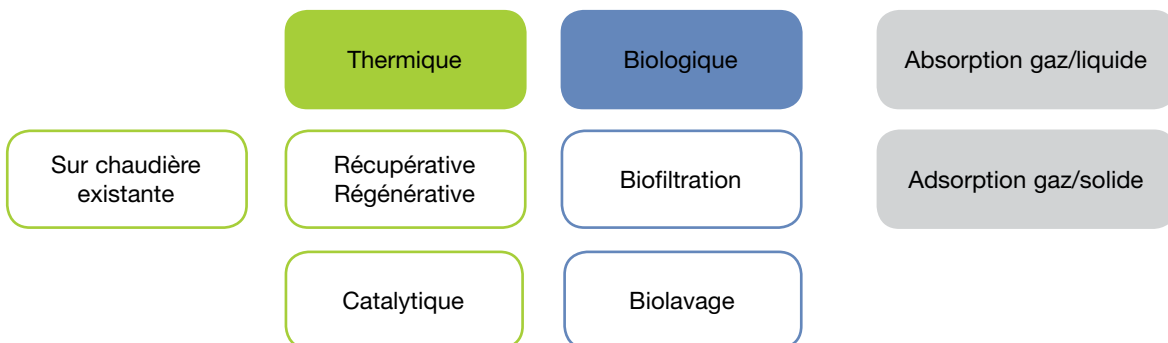 Thermique
Biologique
Absorption gaz/liquide
Sur chaudière
existante
Récupérative
Régénérative
Biofiltration
Adsorption gaz/solide
Catalytique
Biolavage